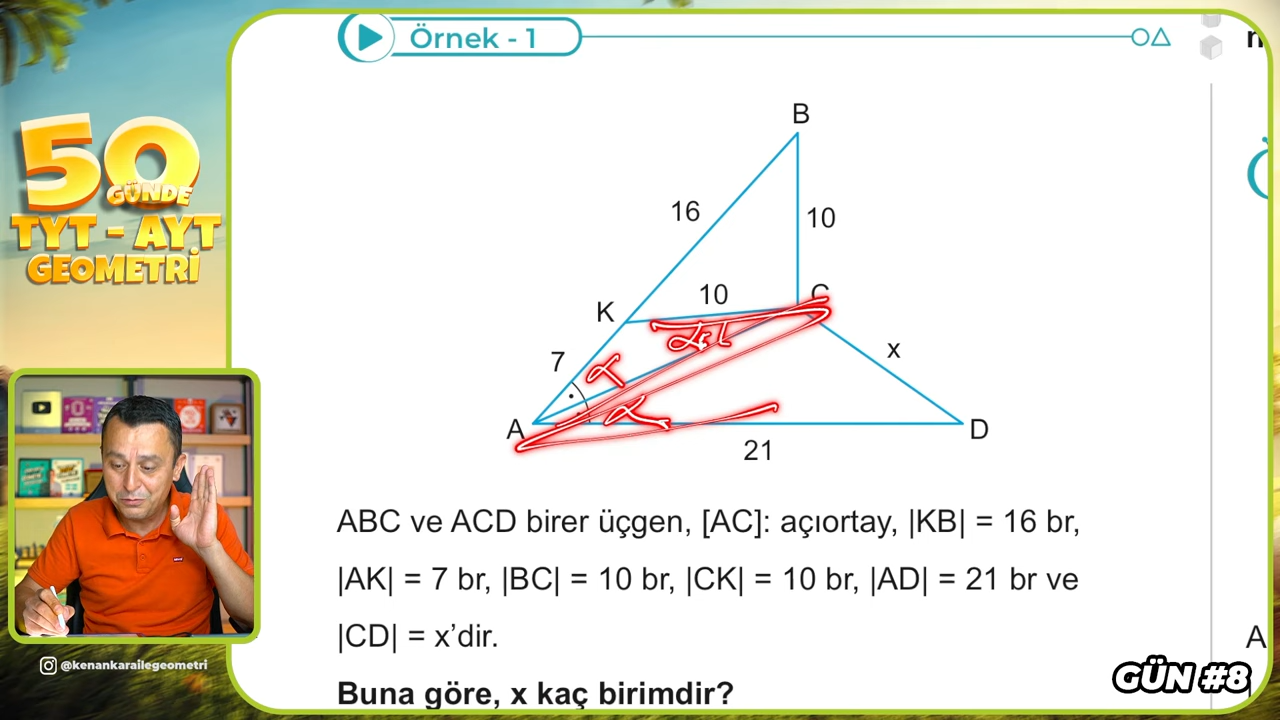 Örnek - 1
50
GÜNDE
TYT - AYT
GEOMETRİ
B
16
10
10
K
C
7
x
α
α
A
D
21
ABC ve ACD birer üçgen, [AC]: açıortay, |KB| = 16 br,
|AK| = 7 br, |BC| = 10 br, |CK| = 10 br, |AD| = 21 br ve
|CD| = x’dir.
Buna göre, x kaç birimdir?
@kenankarailegeometri
A
GÜN #8